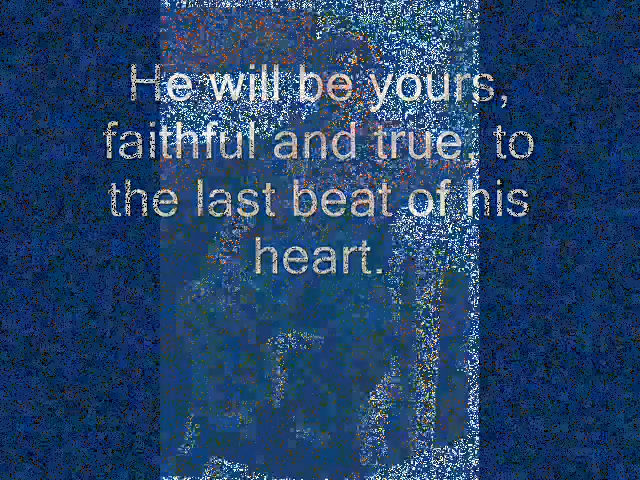 He will be yours,
faithful and true, to
the last beat of his
heart.